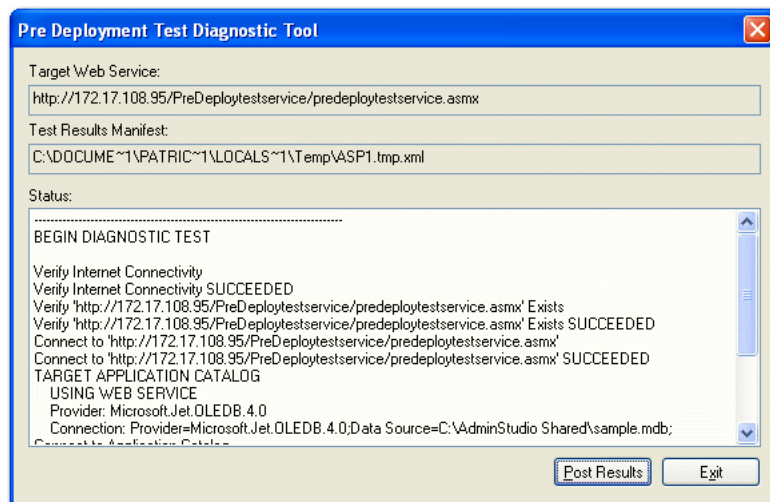 Pre Deployment Test Diagnostic Tool
Target Web Service:
http://172.17.108.95/PreDeploytestservice/predeploytestservice.asmx
Test Results Manifest:
C:\DOCUME~1\PATRIC~1\LOCALS~1\Temp\ASP1.tmp.xml
Status:
--------------------------------------------------------------------------------
BEGIN DIAGNOSTIC TEST
Verify Internet Connectivity
Verify Internet Connectivity SUCCEEDED
Verify 'http://172.17.108.95/PreDeploytestservice/predeploytestservice.asmx' Exists
Verify 'http://172.17.108.95/PreDeploytestservice/predeploytestservice.asmx' Exists SUCCEEDED
Connect to 'http://172.17.108.95/PreDeploytestservice/predeploytestservice.asmx'
Connect to 'http://172.17.108.95/PreDeploytestservice/predeploytestservice.asmx' SUCCEEDED
TARGET APPLICATION CATALOG
USING WEB SERVICE
Provider: Microsoft.Jet.OLEDB.4.0
Connection: Provider=Microsoft.Jet.OLEDB.4.0;Data Source=C:\AdminStudio Shared\sample.mdb;
Connect to Application Catalog
Post Results
Exit